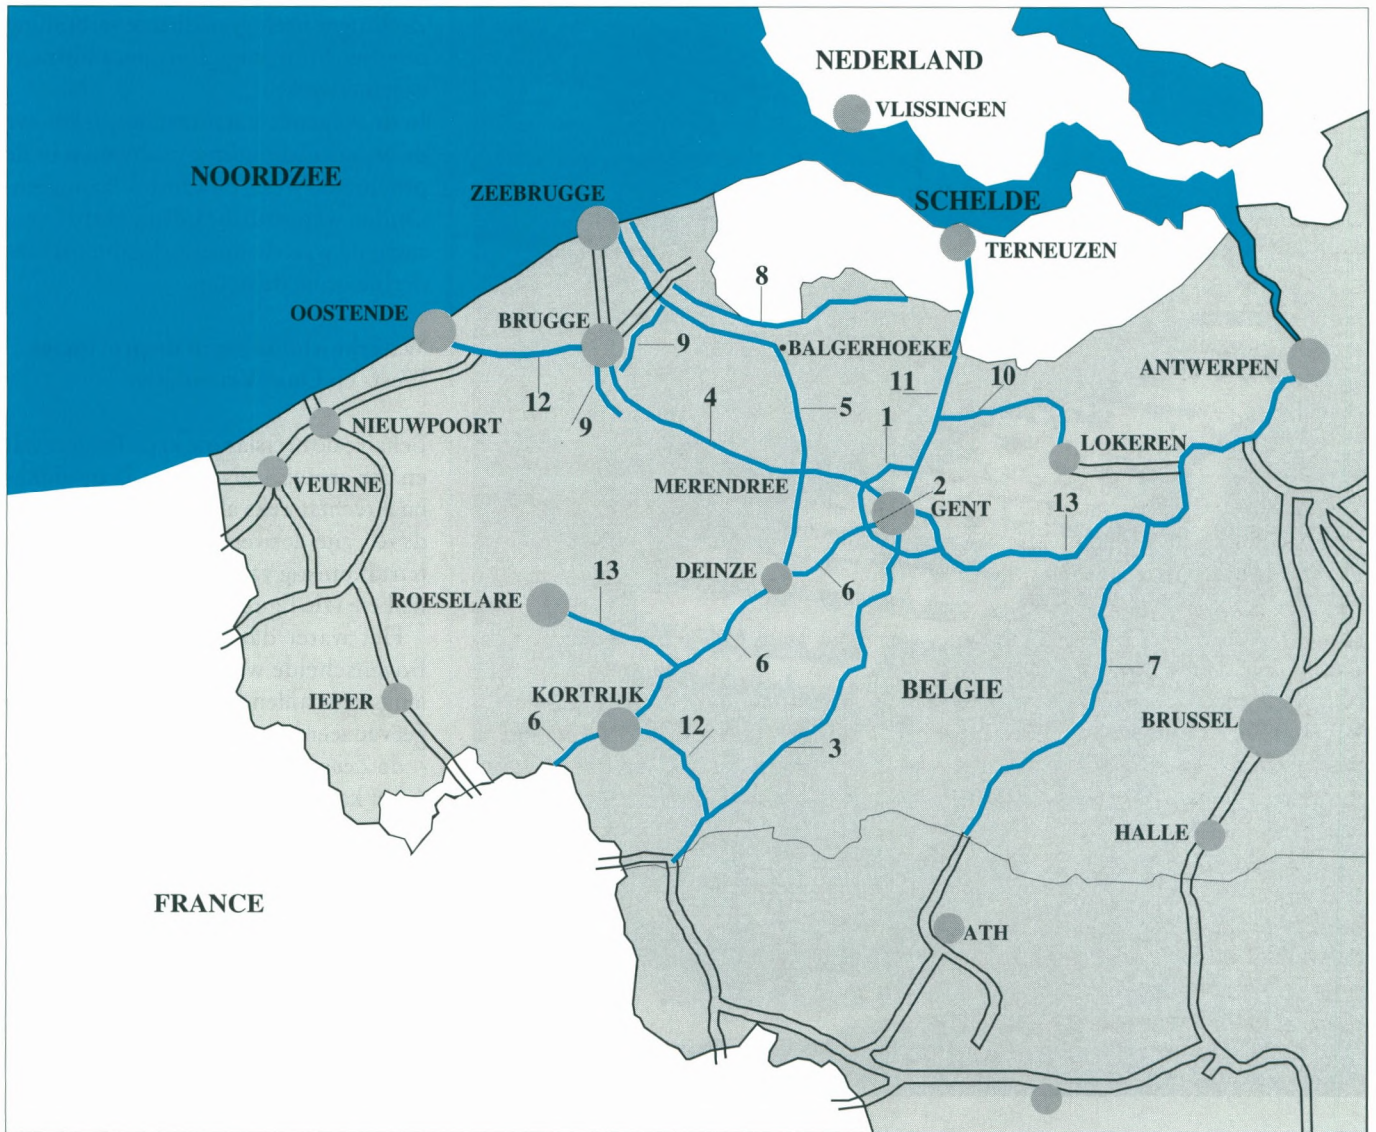 NEDERLAND
VLISSINGEN
NOORDZEE
ZEEBRUGGE
SCHELDE
TERNEUZEN
8
OOSTENDE
BRUGGE
9
•BALGERHOEKE
ANTWERPEN
12
11
10
4
5
1
9
NIEUWPOORT
LOKEREN
VEURNE
MERENDREE
2
GENT
13
DEINZE
13
6
ROESELARE
6
7
BELGIE
KORTRIJK
IEPER
6
12
BRUSSEL
3
HALLE
FRANCE
ATH